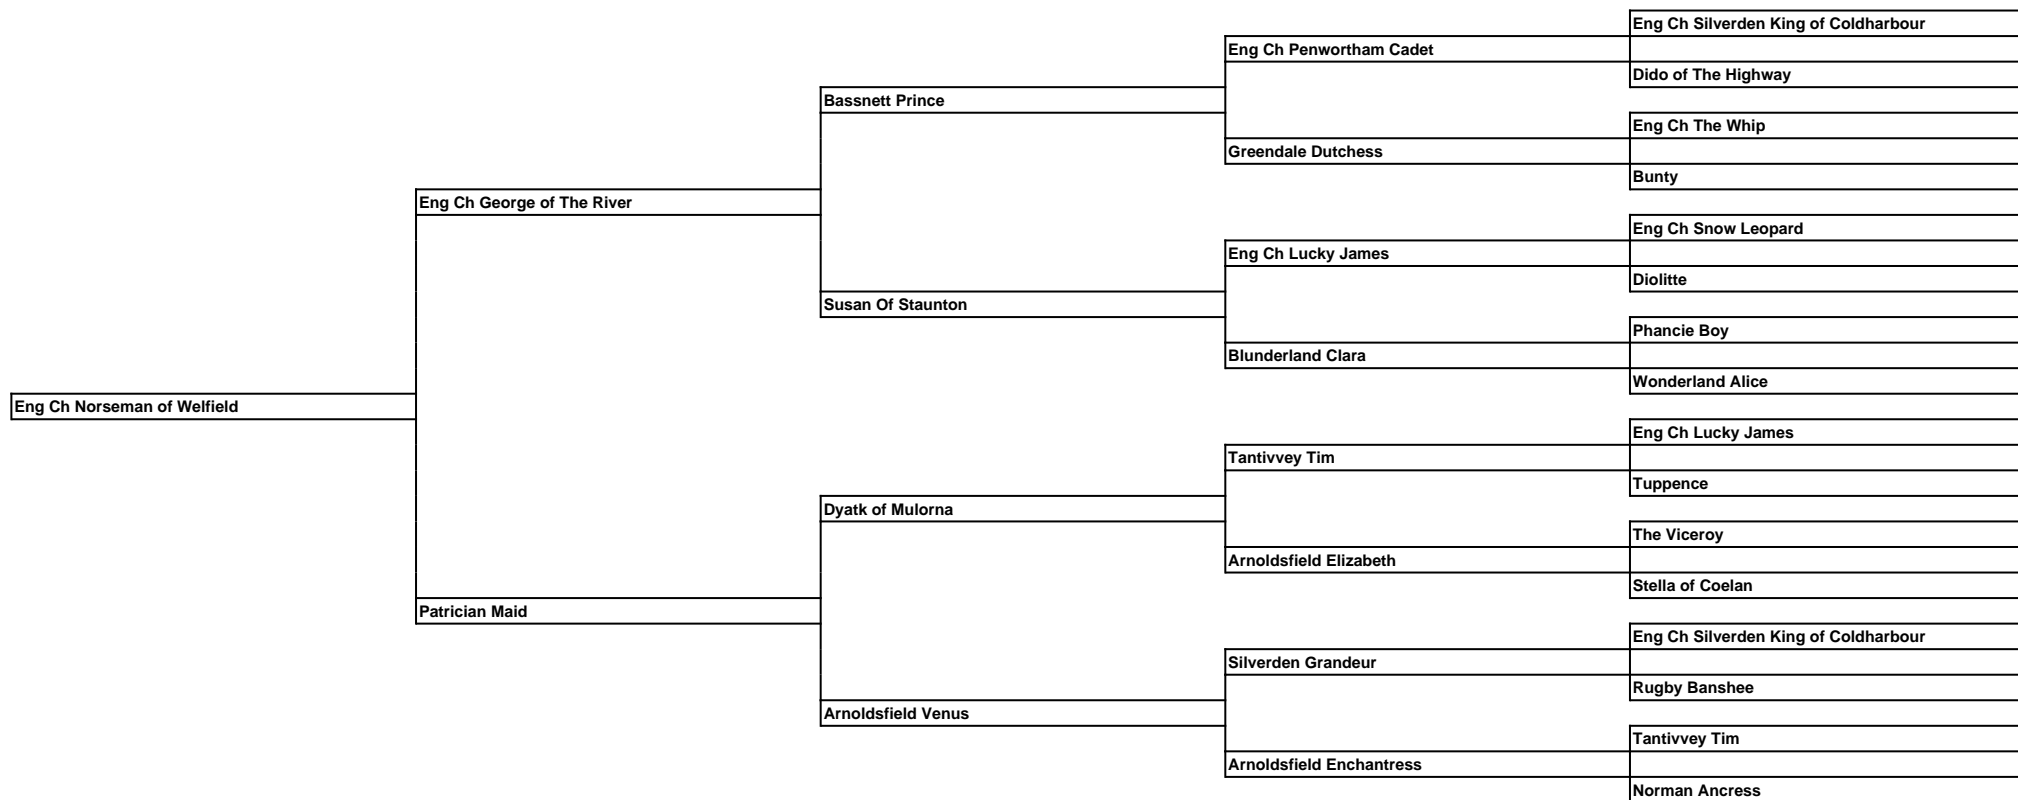 Eng Ch Silverden King of Coldharbour
Eng Ch Penwortham Cadet
Dido of The Highway
Bassnett Prince
Eng Ch The Whip
Greendale Dutchess
Bunty
Eng Ch George of The River
Eng Ch Snow Leopard
Eng Ch Lucky James
Diolitte
Susan Of Staunton
Phancie Boy
Blunderland Clara
Wonderland Alice
Eng Ch Norseman of Welfield
Eng Ch Lucky James
Tantivvey Tim
Tuppence
Dyatk of Mulorna
The Viceroy
Arnoldsfield Elizabeth
Stella of Coelan
Patrician Maid
Eng Ch Silverden King of Coldharbour
Silverden Grandeur
Rugby Banshee
Arnoldsfield Venus
Tantivvey Tim
Arnoldsfield Enchantress
Norman Ancress